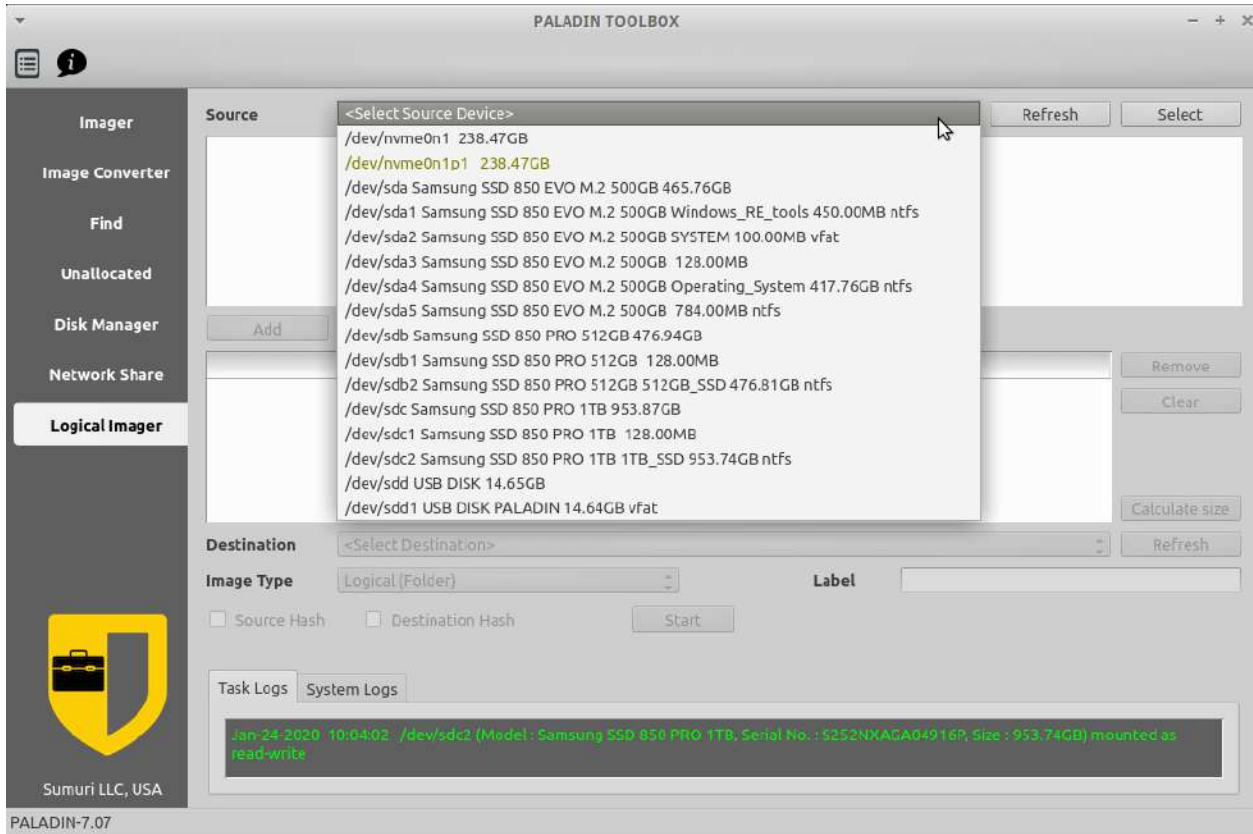 PALADIN TOOLBOX
Imager
Image Converter
Find
Unallocated
Disk Manager
Network Share
Logical Imager
Source
<Select Source Device>
Refresh
Select
/dev/nvme0n1 238.47GB
/dev/nvme0n1p1 238.47GB
/dev/sda Samsung SSD 850 EVO M.2 500GB 465.76GB
/dev/sda1 Samsung SSD 850 EVO M.2 500GB Windows_RE_tools 450.00MB ntfs
/dev/sda2 Samsung SSD 850 EVO M.2 500GB SYSTEM 100.00MB vfat
/dev/sda3 Samsung SSD 850 EVO M.2 500GB 128.00MB
/dev/sda4 Samsung SSD 850 EVO M.2 500GB Operating_System 417.76GB ntfs
/dev/sda5 Samsung SSD 850 EVO M.2 500GB 784.00MB ntfs
/dev/sdb Samsung SSD 850 PRO 512GB 476.94GB
/dev/sdb1 Samsung SSD 850 PRO 512GB 128.00MB
/dev/sdb2 Samsung SSD 850 PRO 512GB 512GB_SSD 476.81GB ntfs
/dev/sdc Samsung SSD 850 PRO 1TB 953.87GB
/dev/sdc1 Samsung SSD 850 PRO 1TB 128.00MB
/dev/sdc2 Samsung SSD 850 PRO 1TB 1TB_SSD 953.74GB ntfs
/dev/sdd USB DISK 14.65GB
/dev/sdd1 USB DISK PALADIN 14.64GB vfat
Add
Remove
Clear
Calculate size
Destination
<Select Destination>
Refresh
Image Type
Logical (Folder)
Label
Source Hash
Destination Hash
Start
Task Logs
System Logs
Jan-24-2020 10:04:02 /dev/sdc2 (Model : Samsung SSD 850 PRO 1TB, Serial No. : S252NXAGA04916P, Size : 953.74GB) mounted as
read-write
Sumuri LLC, USA
PALADIN-7.07